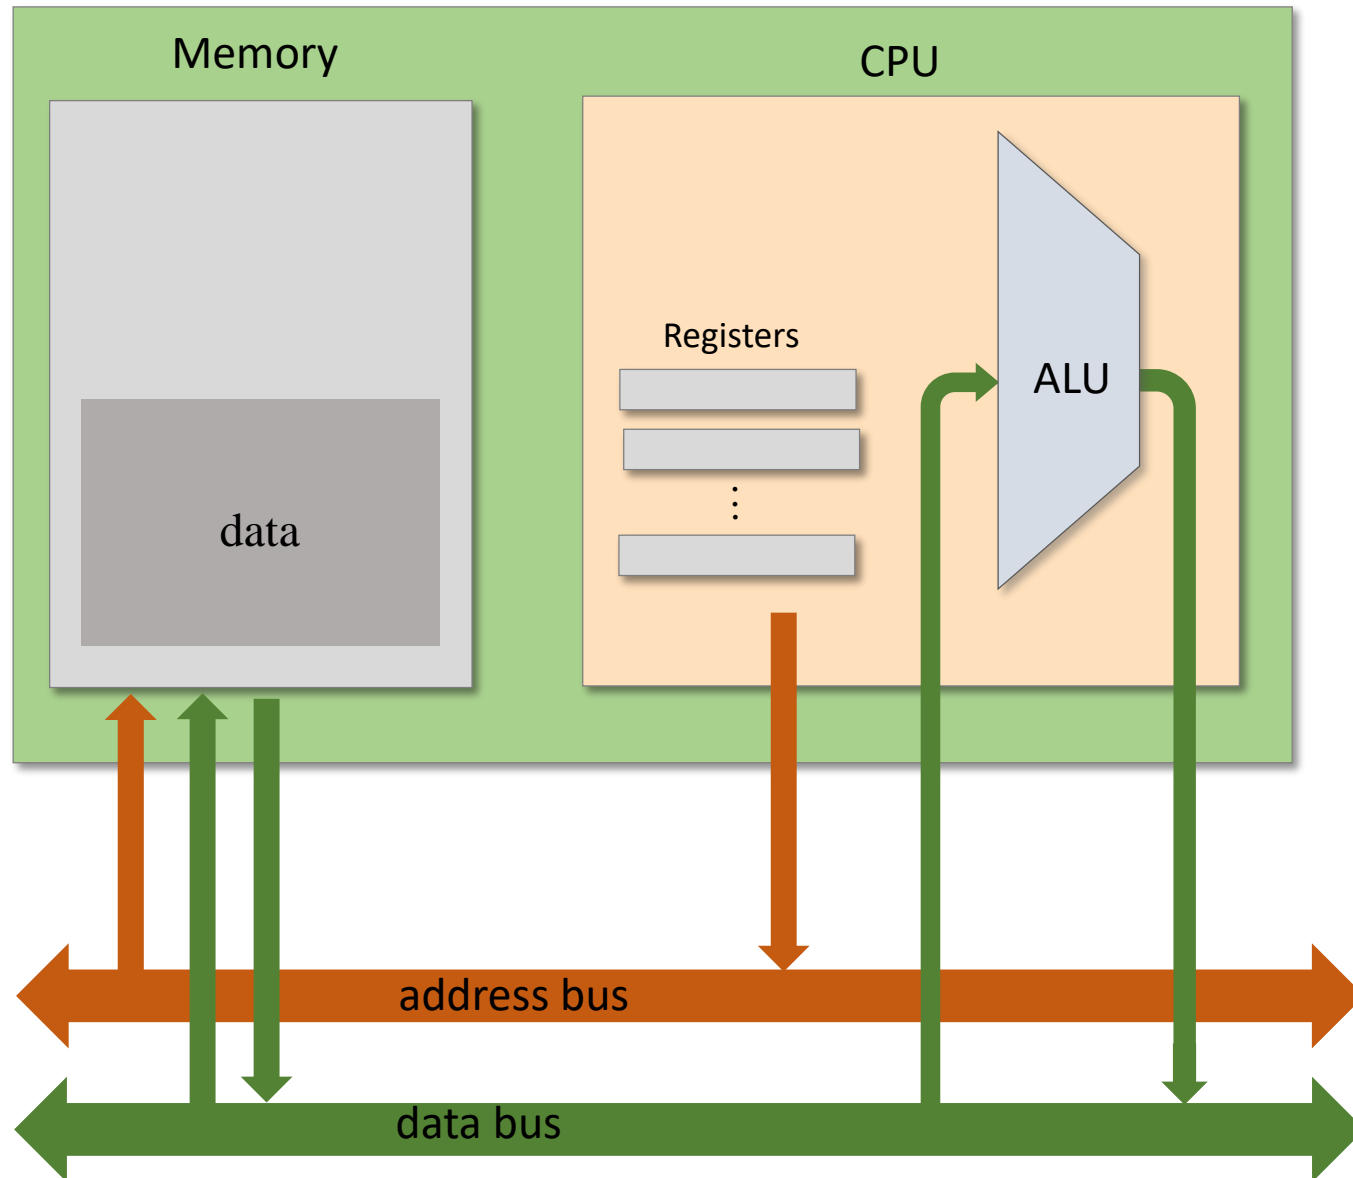 Memory
CPU
Registers
ALU
data
address bus
data bus